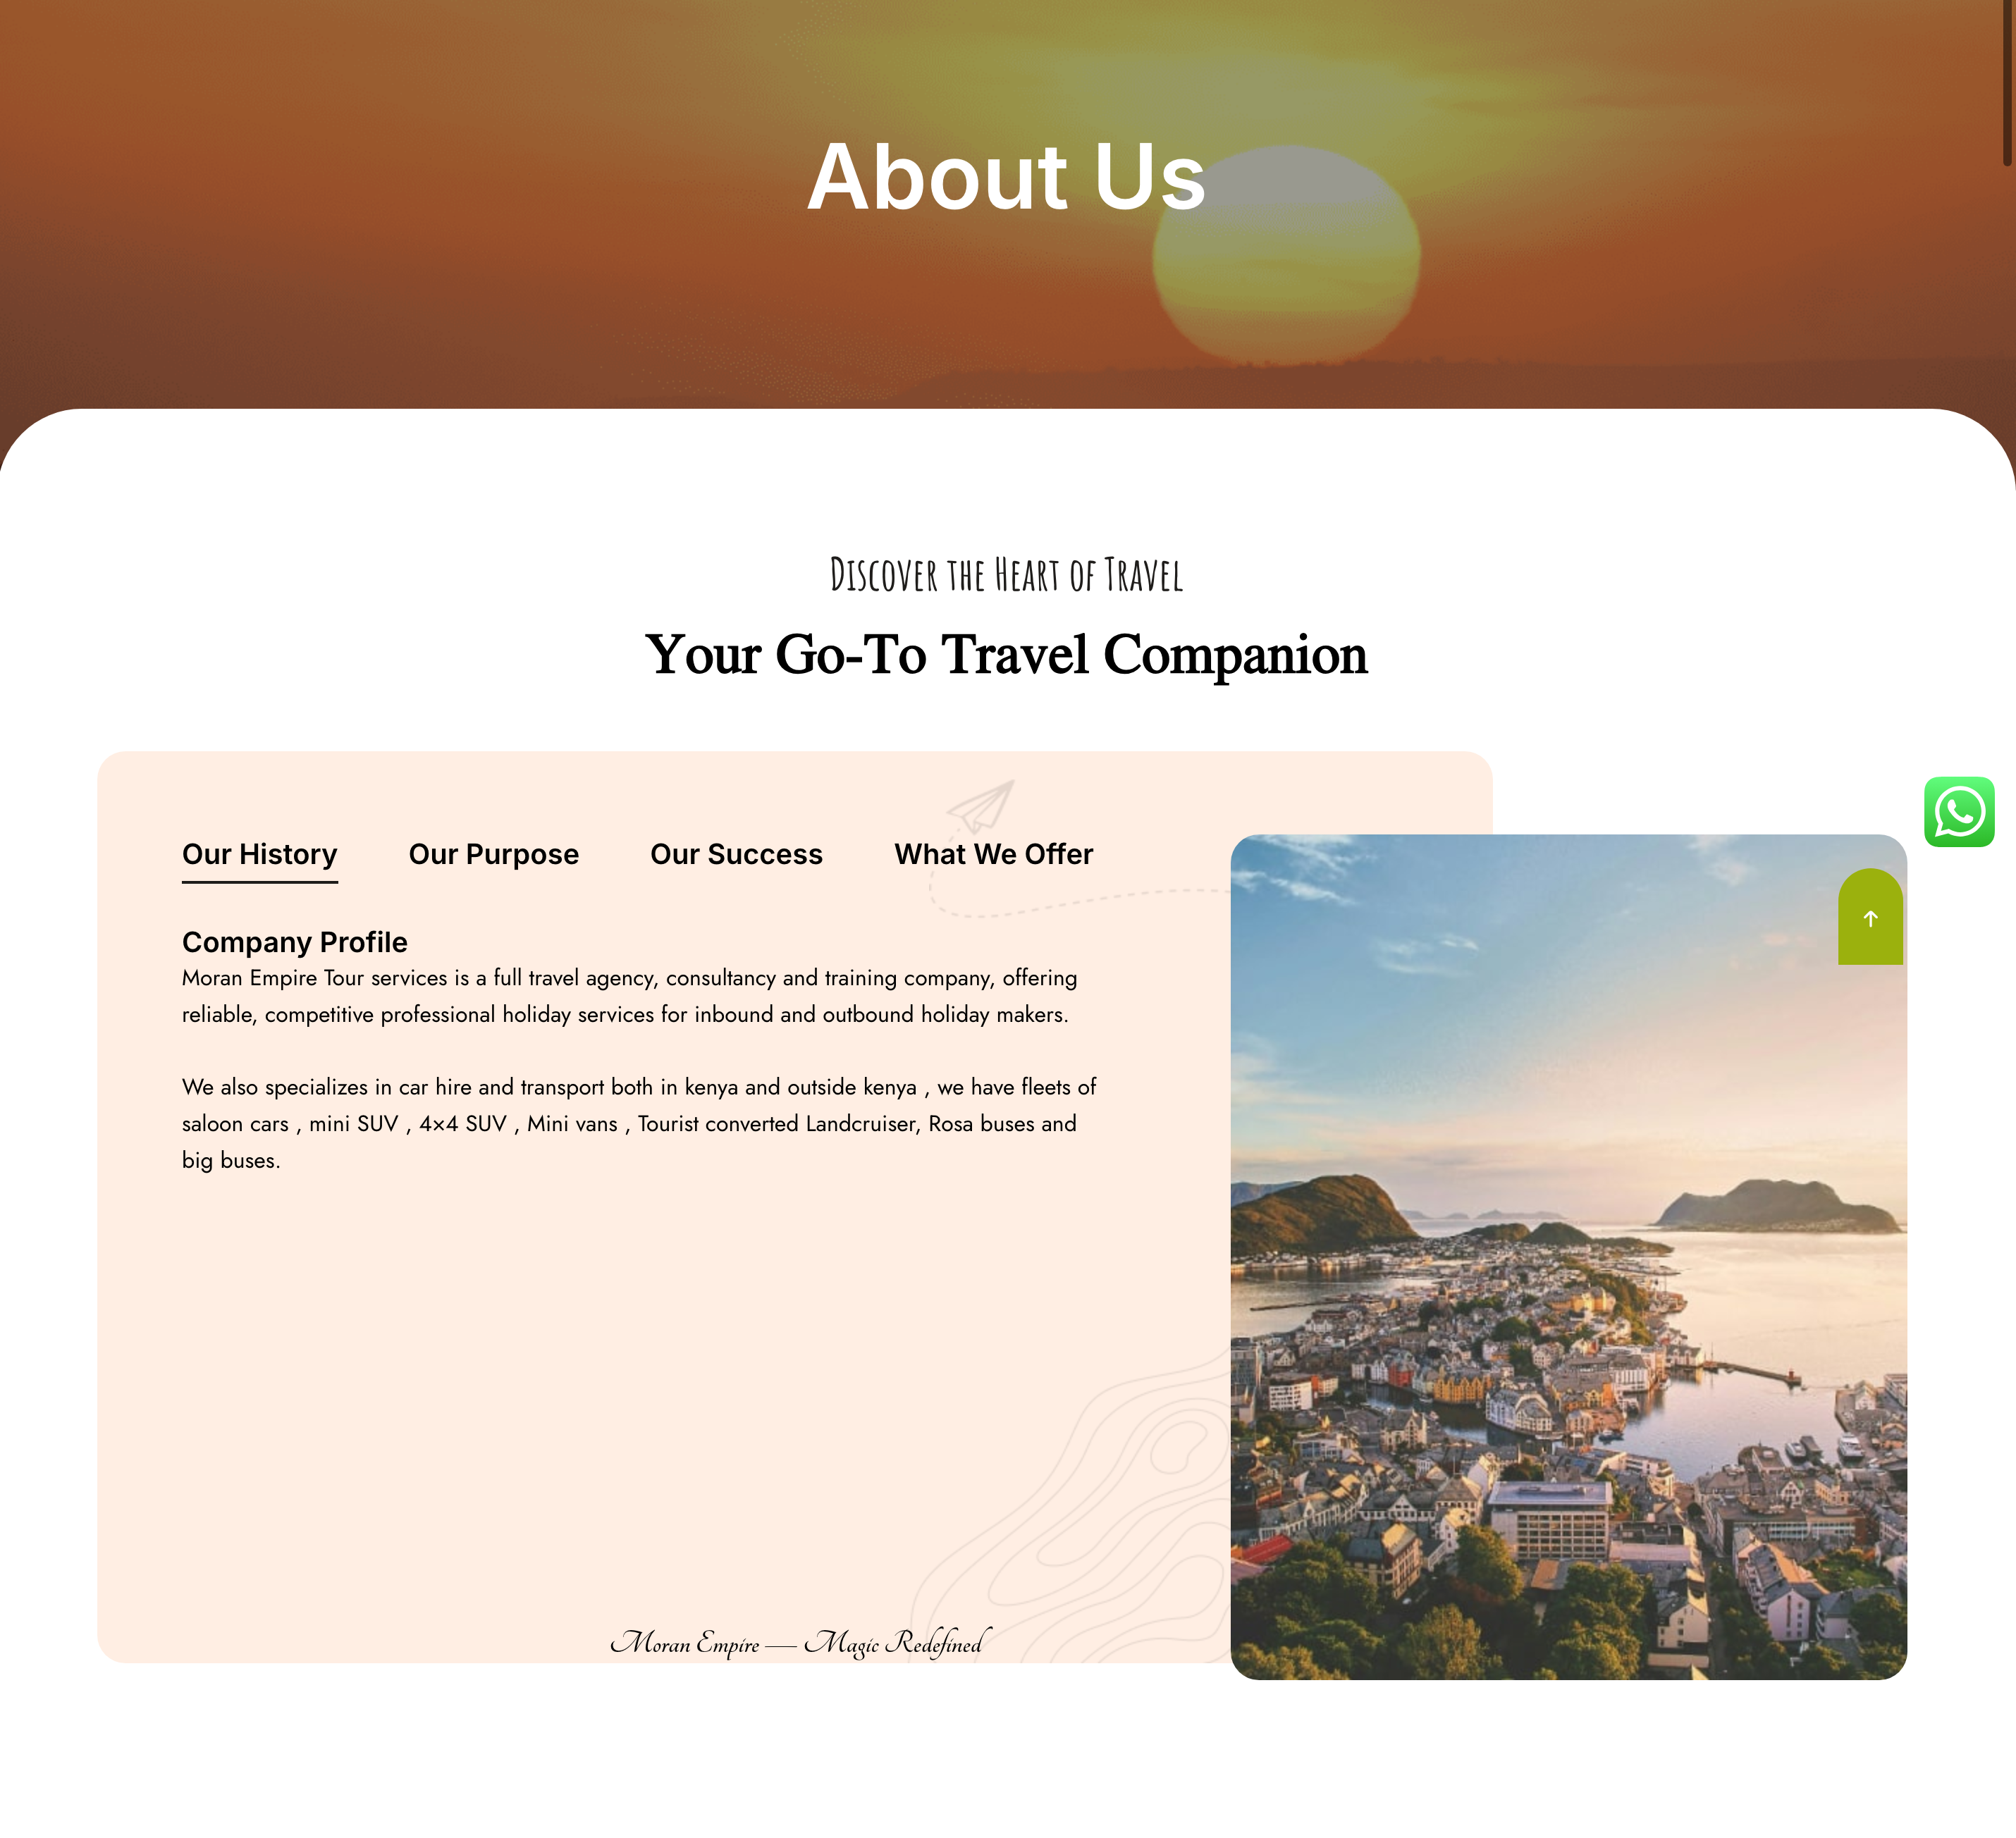 About Us
Discover the Heart of Travel
Your Go-To Travel Companion
Our History
Our Purpose
Our Success
What We Offer
Company Profile
Moran Empire Tour services is a full travel agency, consultancy and training company, offering
reliable, competitive professional holiday services for inbound and outbound holiday makers.
We also specializes in car hire and transport both in kenya and outside kenya , we have fleets of
saloon cars , mini SUV , 4×4 SUV , Mini vans , Tourist converted Landcruiser, Rosa buses and
big buses.
Moran Empire — Magic Redefined